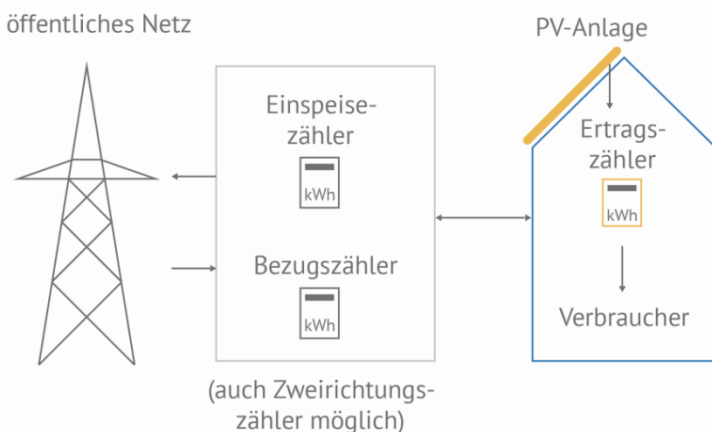 öffentliches Netz
PV-Anlage
Einspeise-
zähler
kWh
Bezugszähler
kWh
(auch Zweirichtungs-
zähler möglich)
Ertrags-
zähler
kWh
Verbraucher